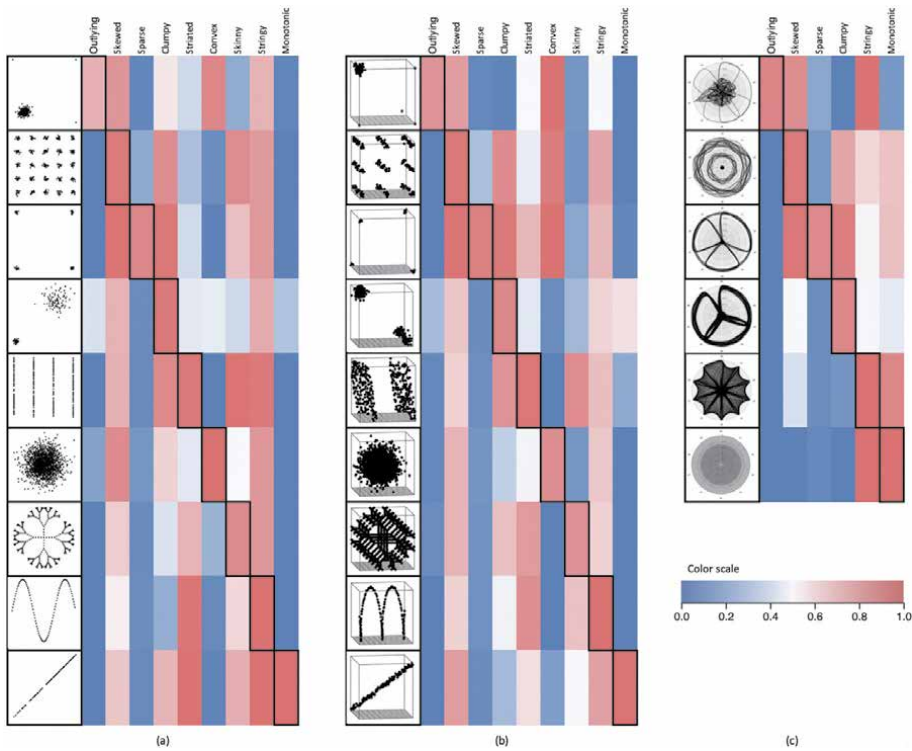 Outlying Skewed Sparse Clumpy Striated Convex Skinny Stringy Monotonic
Outlying Skewed Sparse Clumpy Striated Convex Skinny Stringy Monotonic
Outlying Skewed Sparse Clumpy Stringy Monotonic
Color scale
0.0 0.2 0.4 0.6 0.8 1.0
(a) (b) (c)